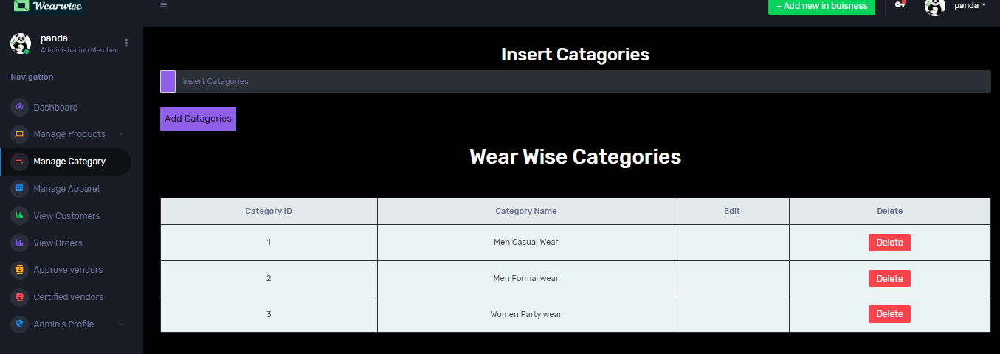 Wearwise
+ Add new in buisness
panda
panda
Administration Member
Navigation
Dashboard
Manage Products
Manage Category
Manage Apparel
View Customers
View Orders
Approve vendors
Certified vendors
Admin's Profile
Insert Catagories
Insert Catagories
Add Catagories
Wear Wise Categories
Category ID Category Name Edit Delete
1 Men Casual Wear Delete
2 Men Formal wear Delete
3 Women Party wear Delete